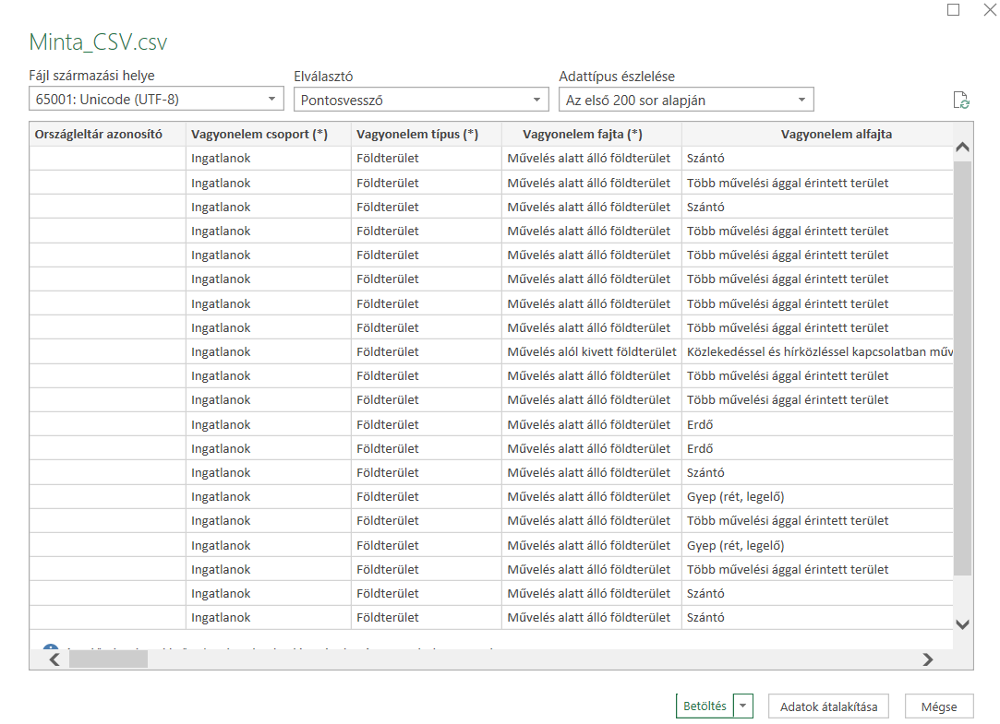 Minta_CSV.csv
Fájl származási helye Elválasztó Adattípus észlelése
65001: Unicode (UTF-8) Pontosvessző Az első 200 sor alapján
Országleltár azonosító Vagyonelem csoport (*) Vagyonelem típus (*) Vagyonelem fajta (*) Vagyonelem alfajta
Ingatlanok Földterület Művelés alatt álló földterület Szántó
Ingatlanok Földterület Művelés alatt álló földterület Több művelési ággal érintett terület
Ingatlanok Földterület Művelés alatt álló földterület Szántó
Ingatlanok Földterület Művelés alatt álló földterület Több művelési ággal érintett terület
Ingatlanok Földterület Művelés alatt álló földterület Több művelési ággal érintett terület
Ingatlanok Földterület Művelés alatt álló földterület Több művelési ággal érintett terület
Ingatlanok Földterület Művelés alatt álló földterület Több művelési ággal érintett terület
Ingatlanok Földterület Művelés alatt álló földterület Több művelési ággal érintett terület
Ingatlanok Földterület Művelés alól kivett földterület Közlekedéssel és hírközléssel kapcsolatban műv
Ingatlanok Földterület Művelés alatt álló földterület Több művelési ággal érintett terület
Ingatlanok Földterület Művelés alatt álló földterület Több művelési ággal érintett terület
Ingatlanok Földterület Művelés alatt álló földterület Erdő
Ingatlanok Földterület Művelés alatt álló földterület Erdő
Ingatlanok Földterület Művelés alatt álló földterület Szántó
Ingatlanok Földterület Művelés alatt álló földterület Gyep (rét, legelő)
Ingatlanok Földterület Művelés alatt álló földterület Több művelési ággal érintett terület
Ingatlanok Földterület Művelés alatt álló földterület Gyep (rét, legelő)
Ingatlanok Földterület Művelés alatt álló földterület Több művelési ággal érintett terület
Ingatlanok Földterület Művelés alatt álló földterület Szántó
Ingatlanok Földterület Művelés alatt álló földterület Szántó
Betöltés Adatok átalakítása Mégse